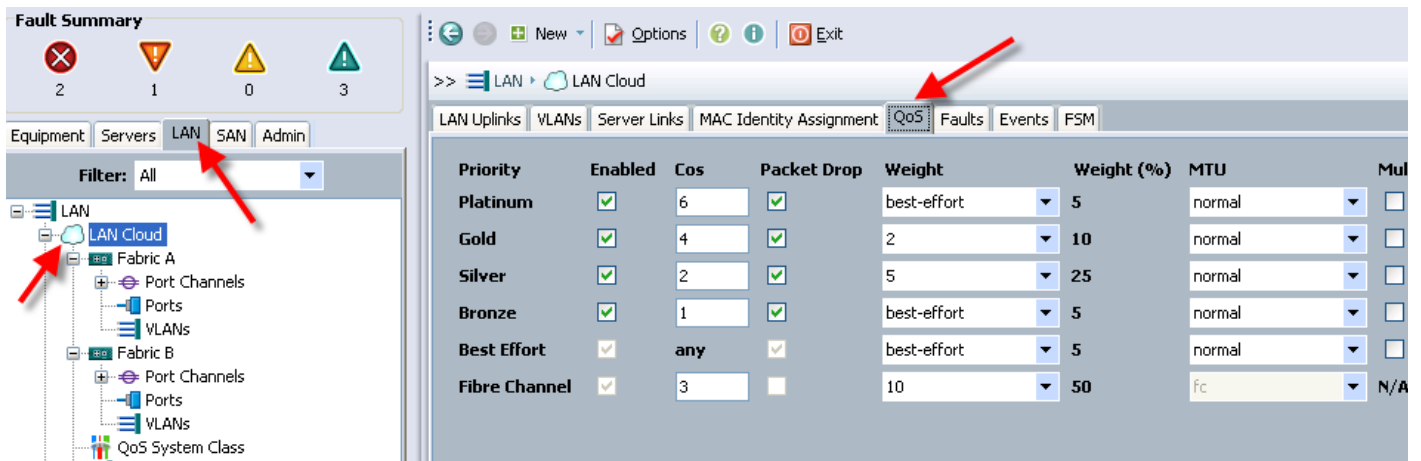 Fault Summary
2 1 0 3
Equipment Servers LAN SAN Admin
Filter: All
LAN
LAN Cloud
Fabric A
Port Channels
Ports
VLANs
Fabric B
Port Channels
Ports
VLANs
QoS System Class
New Options Exit
>> LAN LAN Cloud
LAN Uplinks VLANs Server Links MAC Identity Assignment QoS Faults Events FSM
Priority Enabled Cos Packet Drop Weight Weight (%) MTU Mul
Platinum 6 best-effort 5 normal
Gold 4 2 10 normal
Silver 2 5 25 normal
Bronze 1 best-effort 5 normal
Best Effort any best-effort 5 normal
Fibre Channel 3 10 50 fc N/A